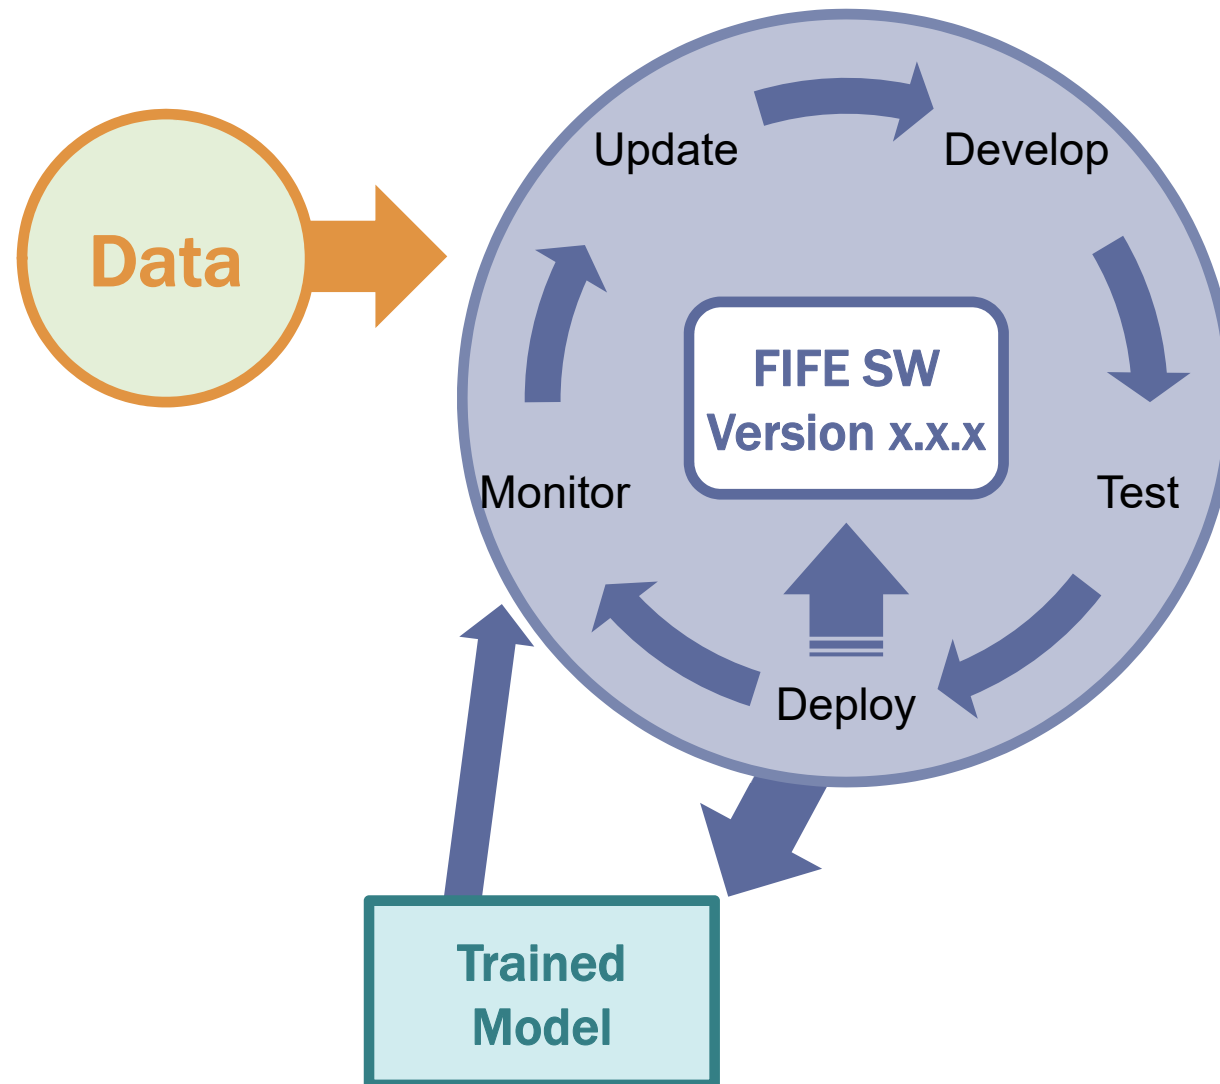 Update
Develop
Data
FIFE SW
Version x.x.x
Monitor
Test
Deploy
Trained
Model